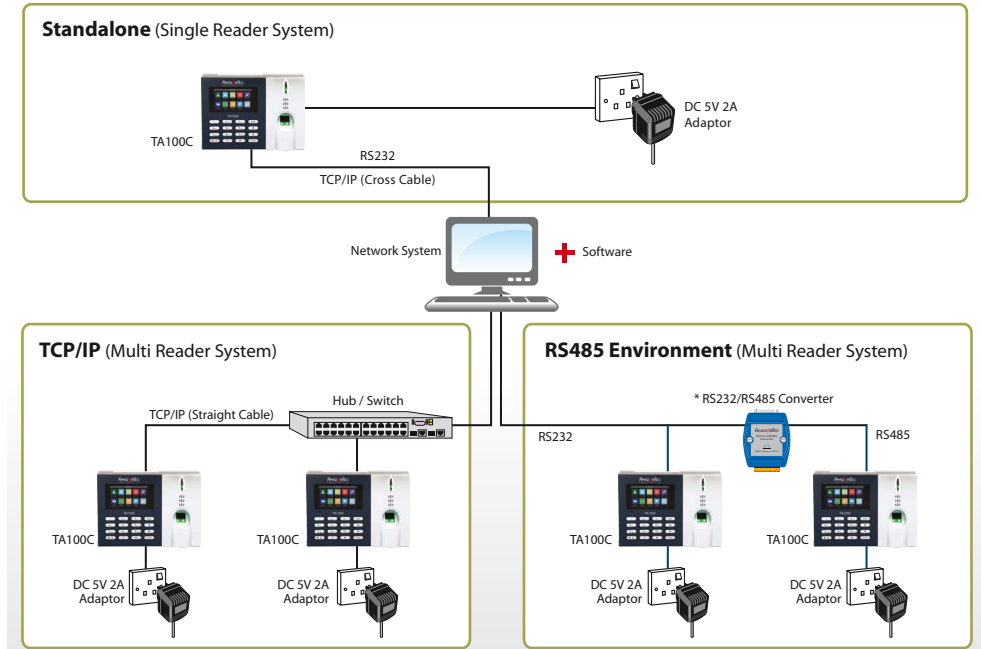 Standalone (Single Reader System)
TA100C
DC 5V 2A
Adaptor
RS232
TCP/IP (Cross Cable)
Network System
Software
TCP/IP (Multi Reader System)
Hub / Switch
TCP/IP (Straight Cable)
TA100C
TA100C
DC 5V 2A
Adaptor
DC 5V 2A
Adaptor
RS485 Environment (Multi Reader System)
* RS232/RS485 Converter
RS232
RS485
TA100C
TA100C
DC 5V 2A
Adaptor
DC 5V 2A
Adaptor